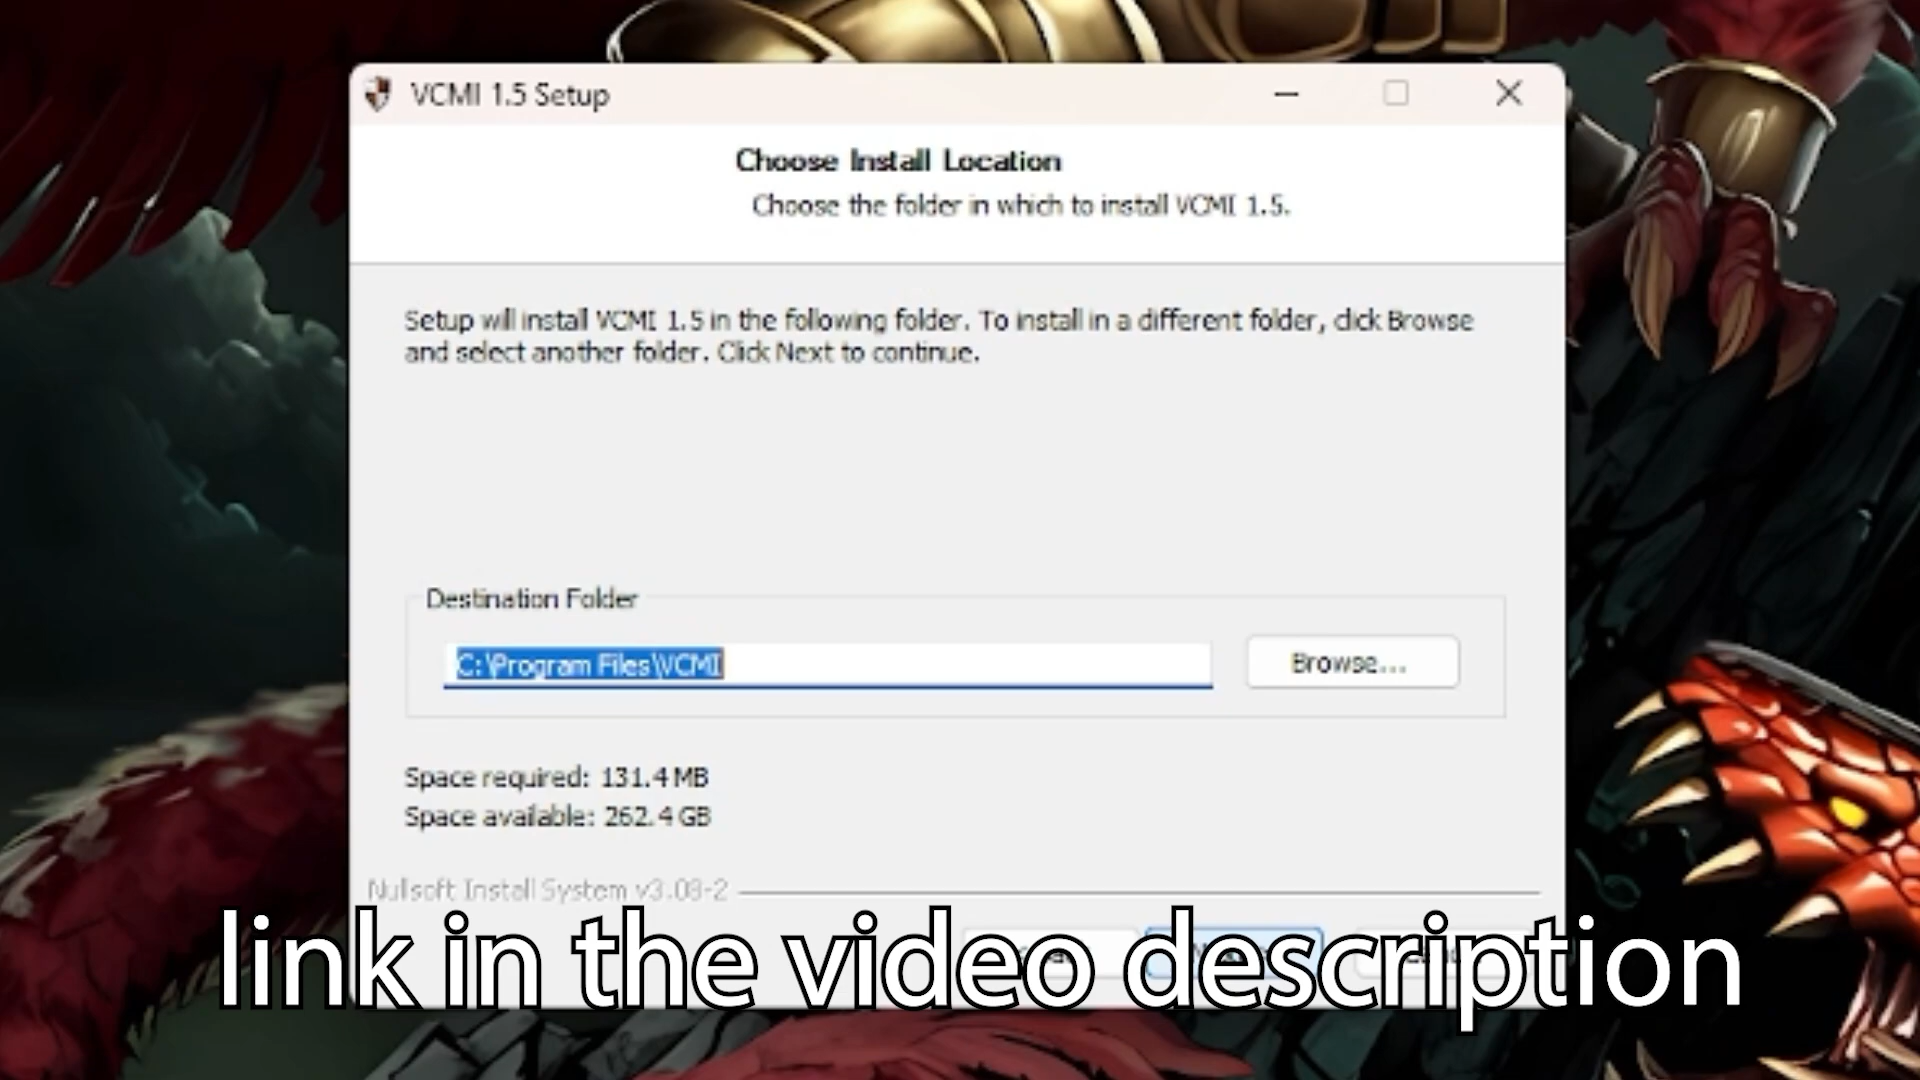 VCMI 1.5 Setup
Choose Install Location
Choose the folder in which to install VCMI 1.5.
Setup will install VCMI 1.5 in the following folder. To install in a different folder, click Browse
and select another folder. Click Next to continue.
Destination Folder
C:\Program Files\VCMI
Browse...
Space required: 131.4 MB
Space available: 262.4 GB
Nullsoft Install System v3.08-2
link in the video description